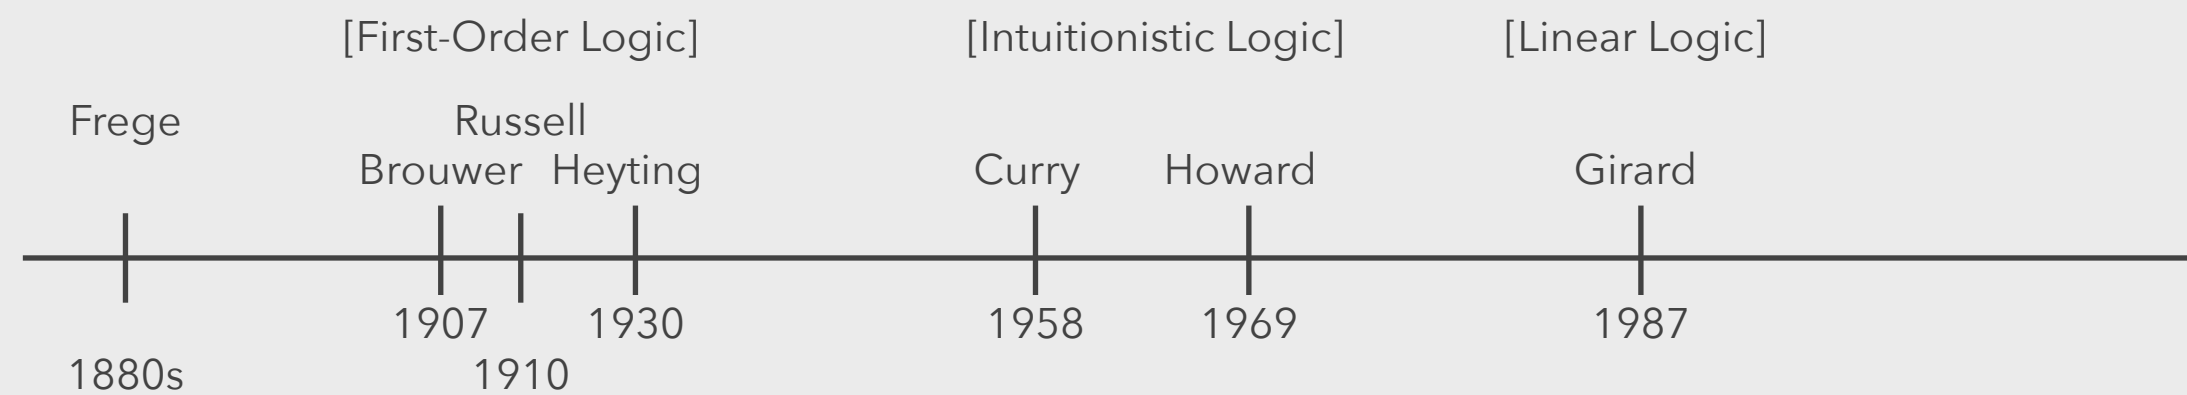 [First-Order Logic] [Intuitionistic Logic] [Linear Logic]
Frege Russell
Brouwer Heyting Curry Howard Girard
1907 1930 1958 1969 1987
1880s 1910